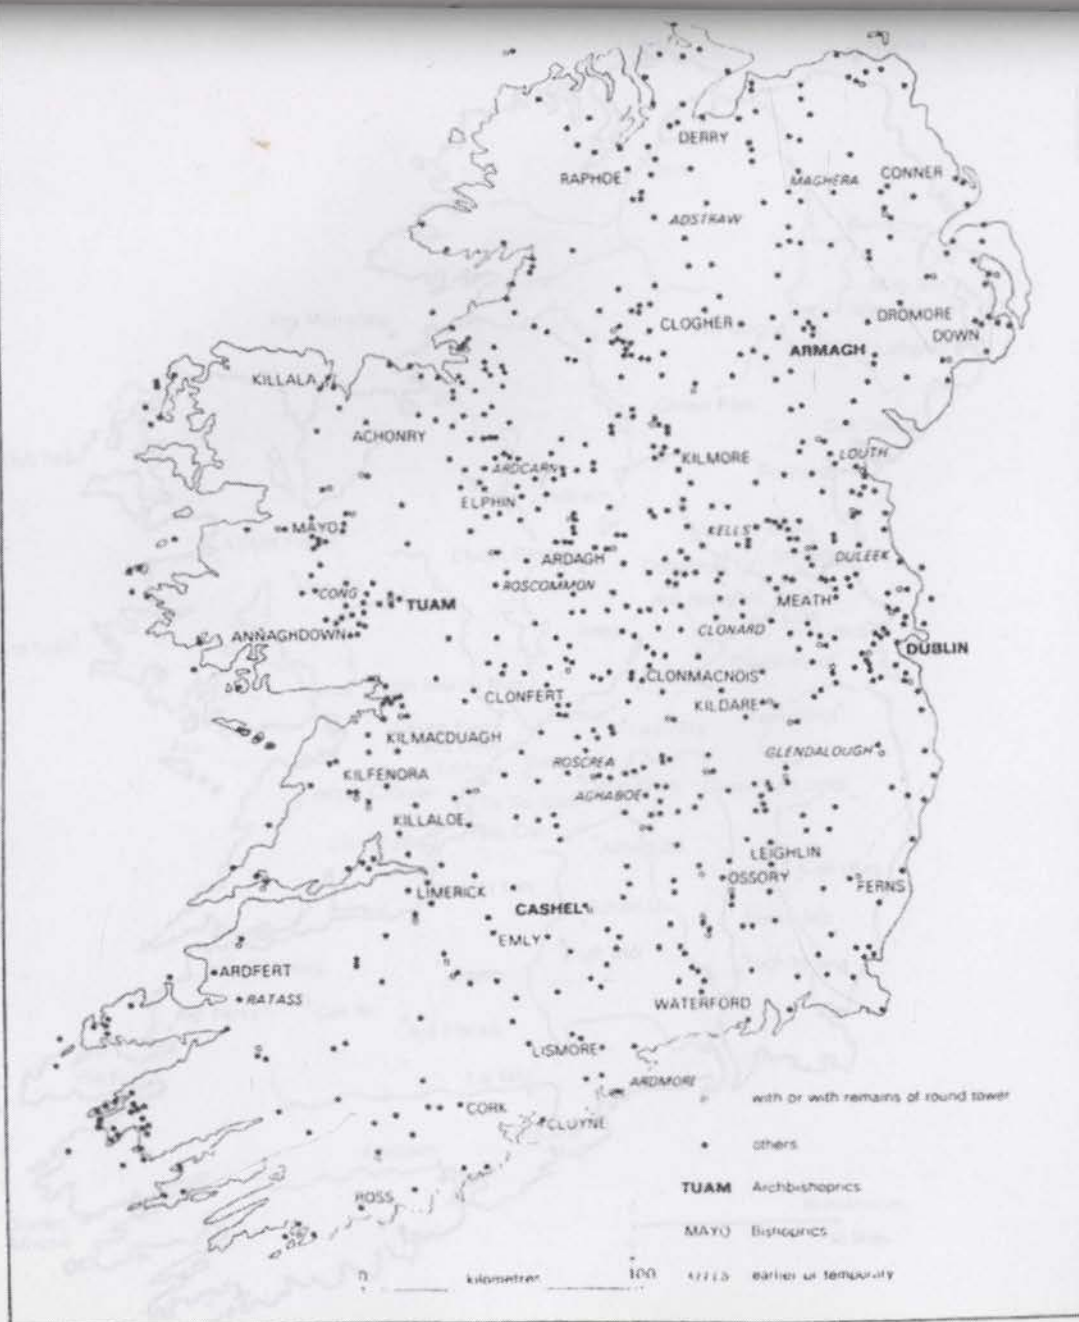 DERRY
RAPHOE
MAGHERA
CONNER
ADSTRAW
CLOGHER
DROMORE
DOWN
ARMAGH
KILLALA
ACHONRY
KILMORE
LOUTH
ARDCARN
ELPHIN
MAYO
KELLS
DULEEK
ARDAGH
ROSCOMMON
CONG
TUAM
MEATH
ANNAGHDOWN
CLONARD
DUBLIN
CLONMACNOIS
CLONFERT
KILDARE
KILMACDUAGH
GLENDALOUGH
ROSCREA
KILFENORA
AGHABOE
KILLALOE
LEIGHLIN
OSSORY
FERNS
LIMERICK
CASHEL
EMLY
ARDFERT
RATASS
WATERFORD
LISMORE
ARDMORE
CORK
CLUYNE
ROSS
with or with remains of round tower
others
TUAM Archbishoprics
MAYO Bishoprics
earlier or temporary
0 kilometres 100